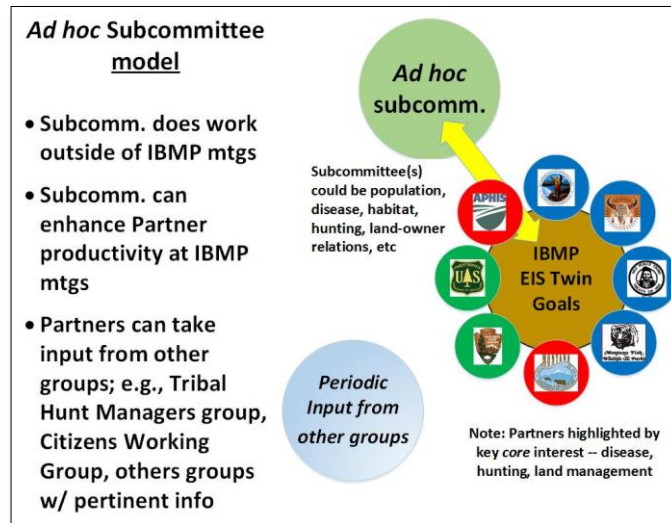 Ad hoc Subcommittee
model
• Subcomm. does work
outside of IBMP mtgs
• Subcomm. can
enhance Partner
productivity at IBMP
mtgs
• Partners can take
input from other
groups; e.g., Tribal
Hunt Managers group,
Citizens Working
Group, others groups
w/ pertinent info
Ad hoc
subcomm.
Subcommittee(s)
could be population,
disease, habitat,
hunting, land-owner
relations, etc
APHIS
UAS
IBMP
EIS Twin
Goals
Periodic
Input from
other groups
Note: Partners highlighted by
key core interest -- disease,
hunting, land management